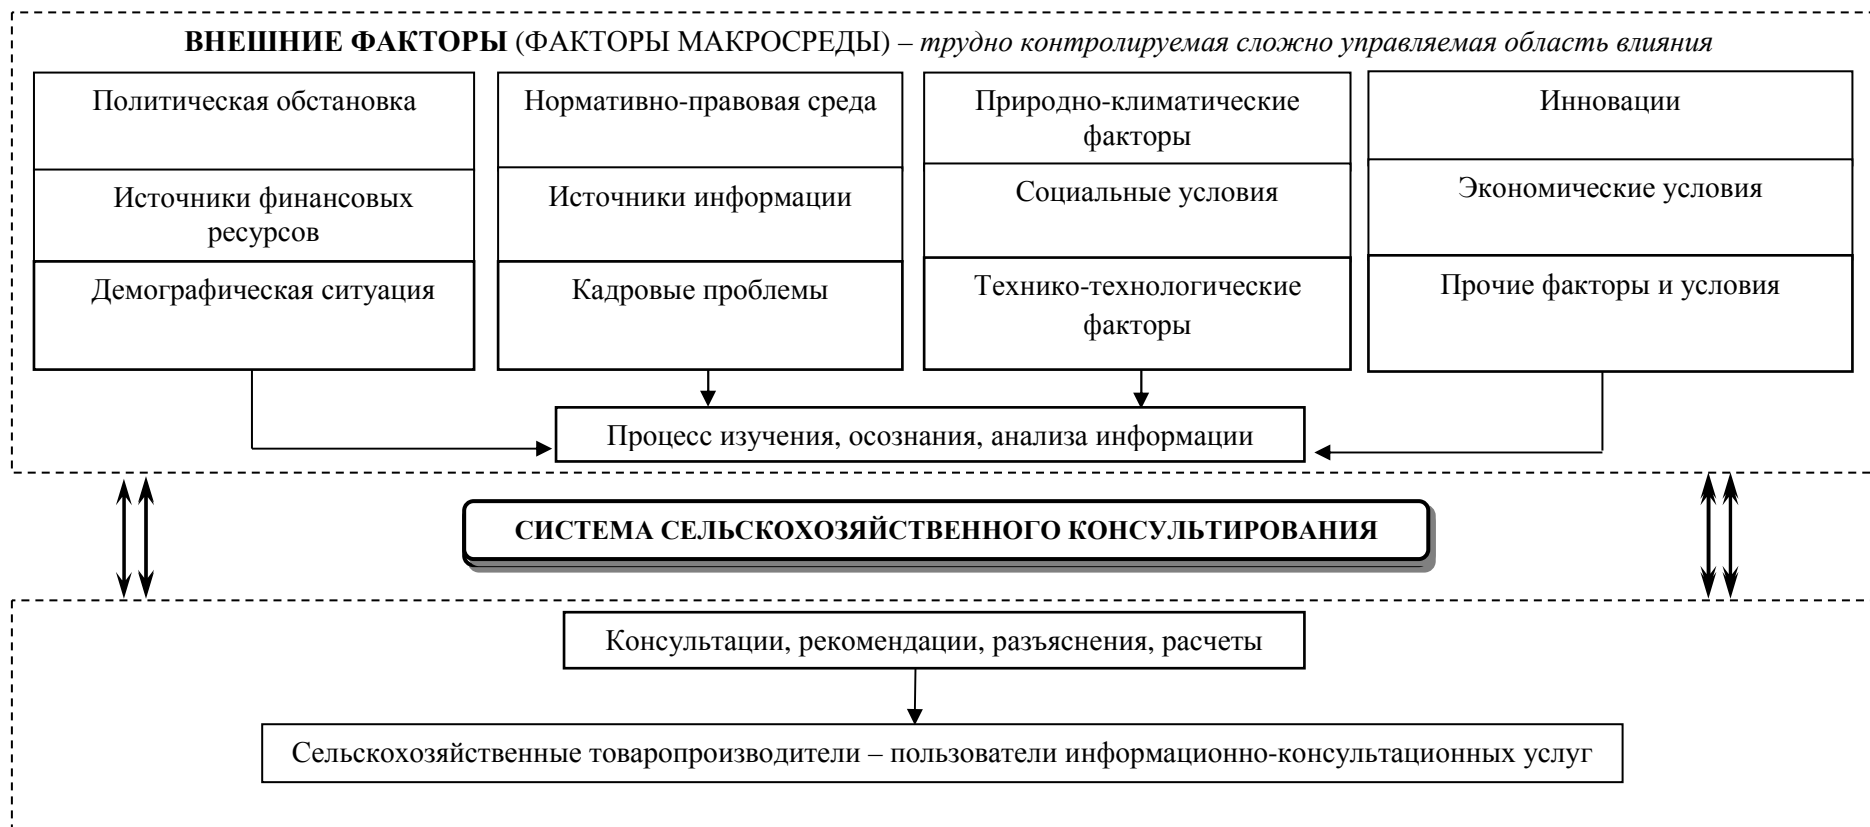 ВНЕШНИЕ ФАКТОРЫ (ФАКТОРЫ МАКРОСРЕДЫ) – трудно контролируемая сложно управляемая область влияния
Политическая обстановка
Нормативно-правовая среда
Природно-климатические
факторы
Инновации
Источники финансовых
ресурсов
Источники информации
Социальные условия
Экономические условия
Демографическая ситуация
Кадровые проблемы
Технико-технологические
факторы
Прочие факторы и условия
Процесс изучения, осознания, анализа информации
СИСТЕМА СЕЛЬСКОХОЗЯЙСТВЕННОГО КОНСУЛЬТИРОВАНИЯ
Консультации, рекомендации, разъяснения, расчеты
Сельскохозяйственные товаропроизводители – пользователи информационно-консультационных услуг